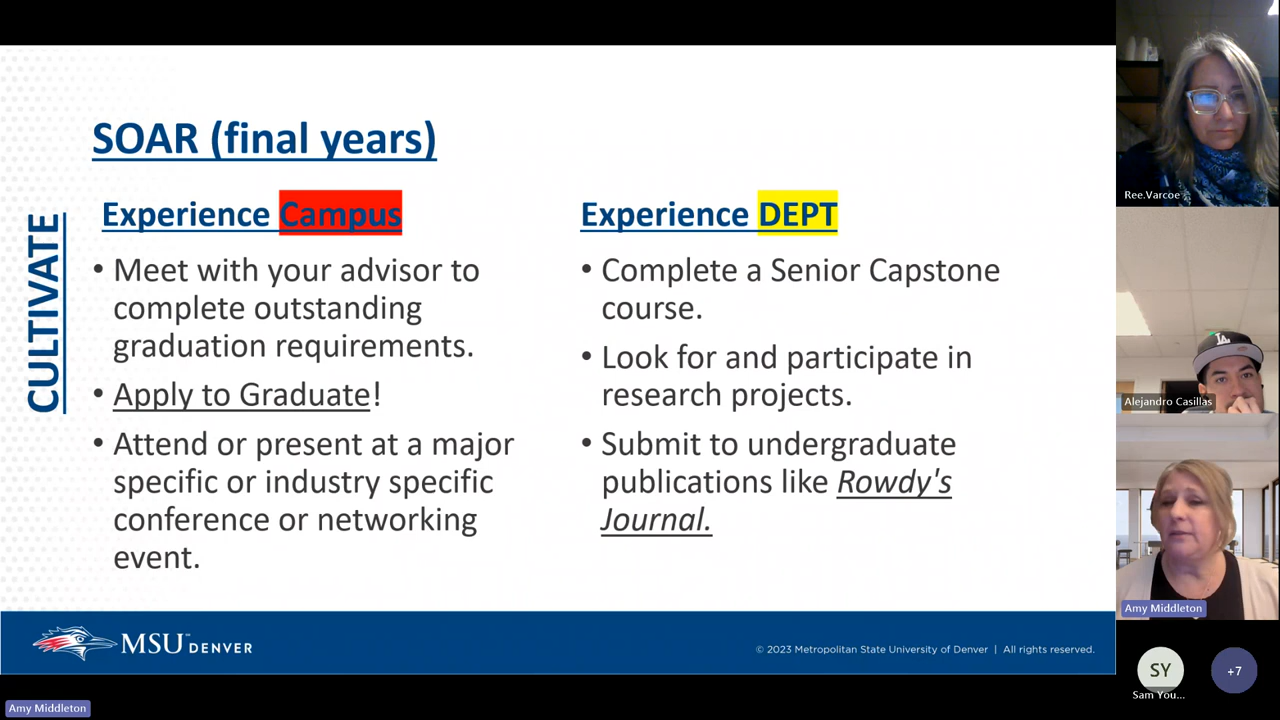 SOAR (final years)
CULTIVATE
Experience Campus
• Meet with your advisor to
complete outstanding
graduation requirements.
• Apply to Graduate!
• Attend or present at a major
specific or industry specific
conference or networking
event.
Experience DEPT
• Complete a Senior Capstone
course.
• Look for and participate in
research projects.
• Submit to undergraduate
publications like Rowdy's
Journal.
MSU DENVER
© 2023 Metropolitan State University of Denver | All rights reserved.
Amy Middleton
Ree.Varcoe
LA
Alejandro Casillas
Amy Middleton
SY
Sam You...
+7